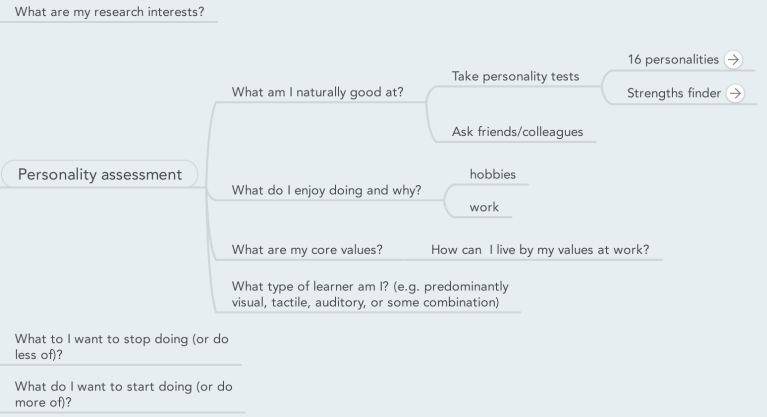 What are my research interests?
16 personalities
Take personality tests
What am I naturally good at?
Strengths finder
Ask friends/colleagues
Personality assessment
hobbies
What do I enjoy doing and why?
work
What are my core values?
How can  I live by my values at work?
What type of learner am I? (e.g. predominantly
visual, tactile, auditory, or some combination)
What to I want to stop doing (or do
less of)?
What do I want to start doing (or do
more of)?